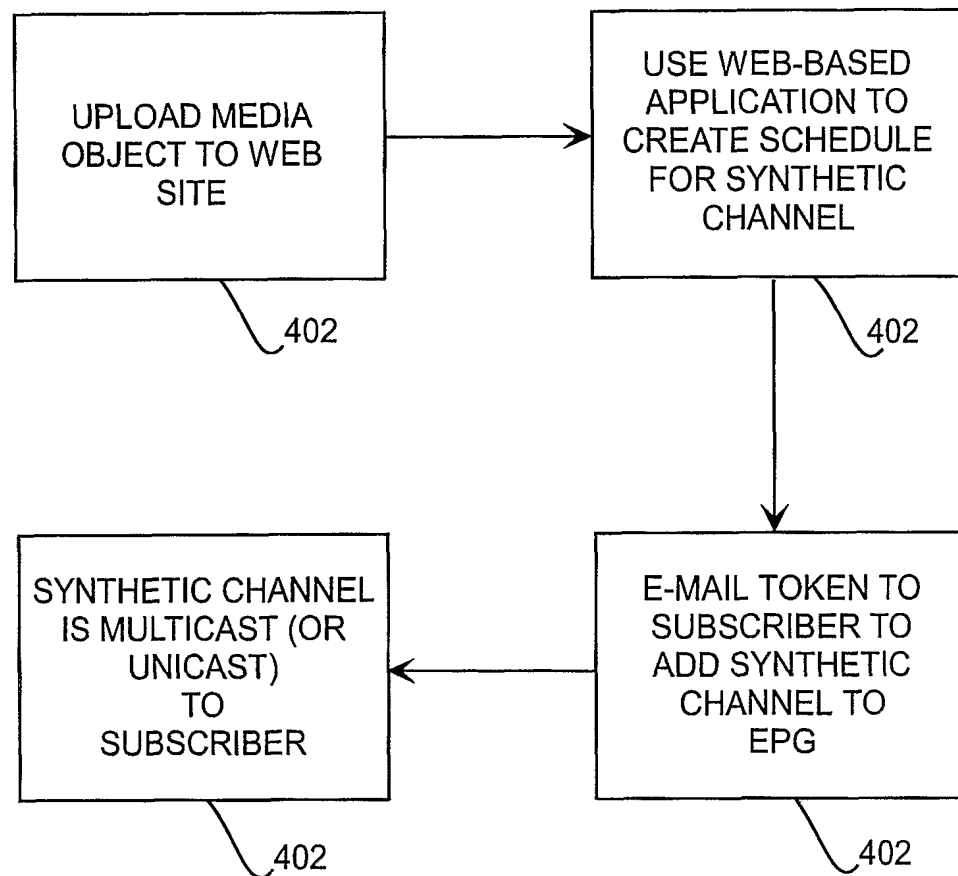 UPLOAD MEDIA
OBJECT TO WEB
SITE
402
USE WEB-BASED
APPLICATION TO
CREATE SCHEDULE
FOR SYNTHETIC
CHANNEL
402
E-MAIL TOKEN TO
SUBSCRIBER TO
ADD SYNTHETIC
CHANNEL TO
EPG
402
SYNTHETIC CHANNEL
IS MULTICAST (OR
UNICAST)
TO
SUBSCRIBER
402